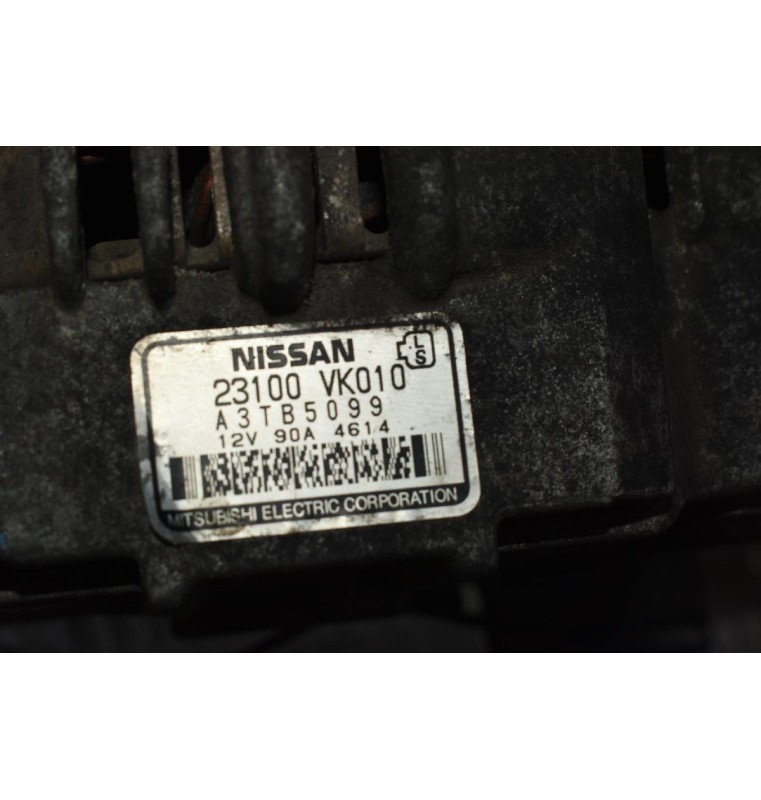 NISSAN
L
S
23100 VK010
A3TB5099
12V 90A 4614
MITSUBISHI ELECTRIC CORPORATION